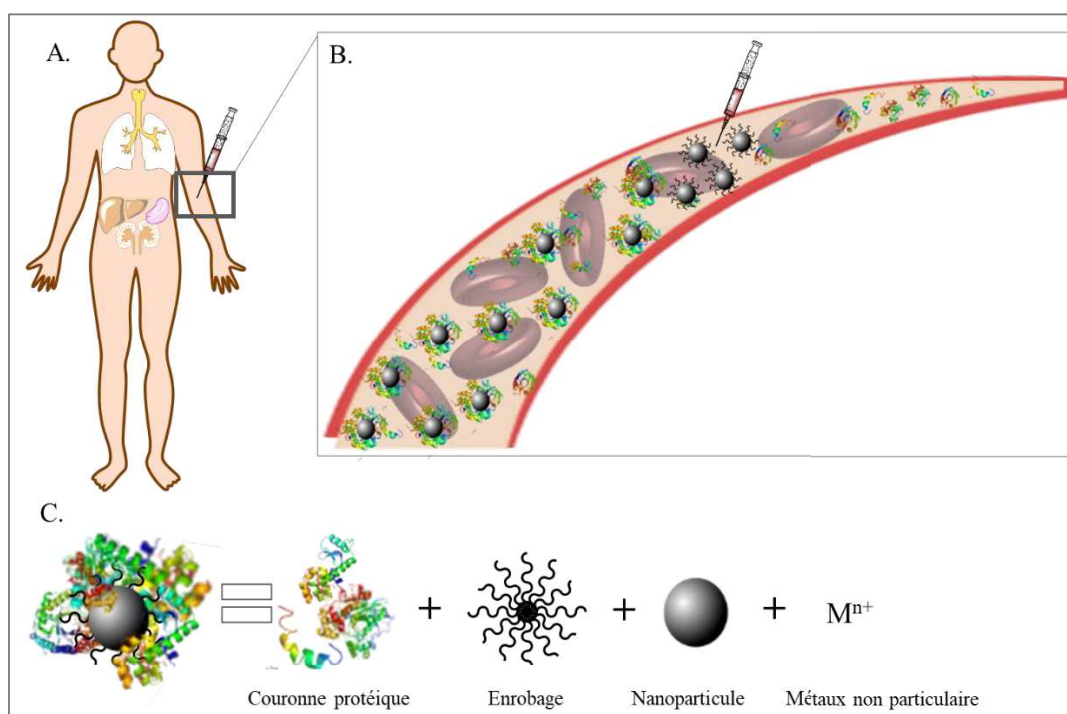 A.
B.
C.
+ + + Mⁿ⁺
Couronne protéique Enrobage Nanoparticule Métaux non particulaire